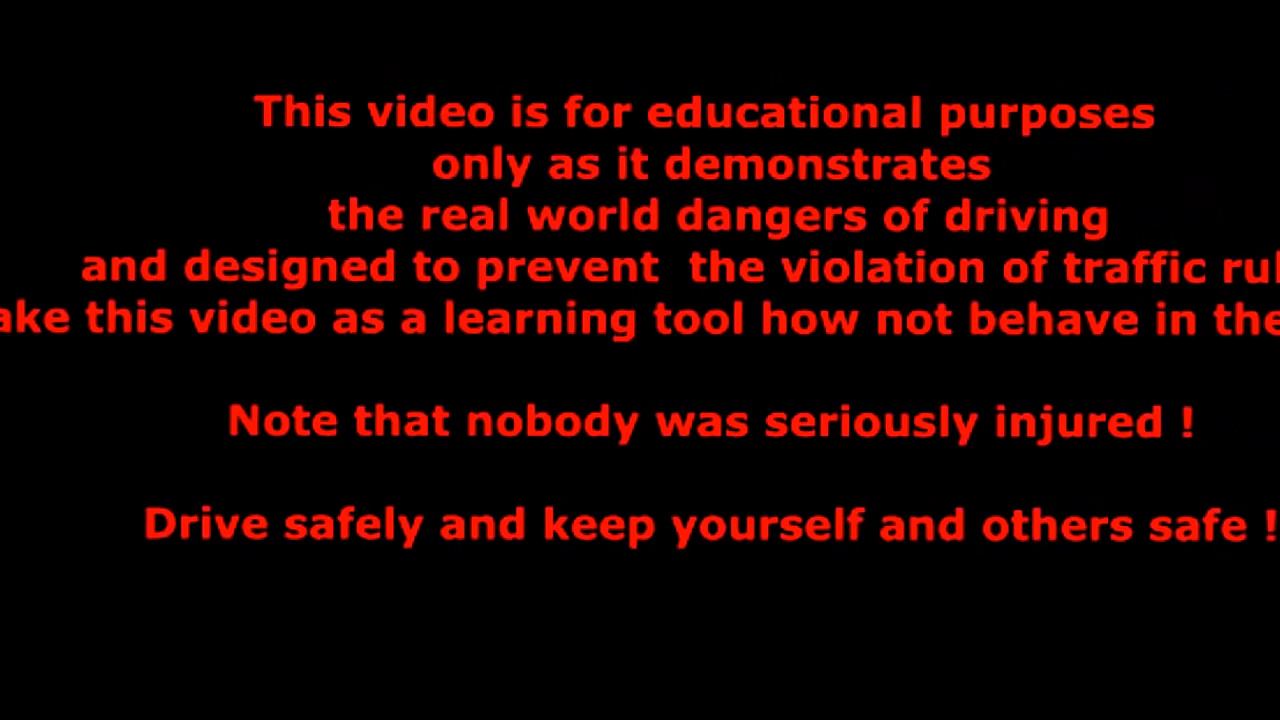 This video is for educational purposes
only as it demonstrates
the real world dangers of driving
and designed to prevent  the violation of traffic
this video as a learning tool how not behave in the
Note that nobody was seriously injured !
Drive safely and keep yourself and others safe !